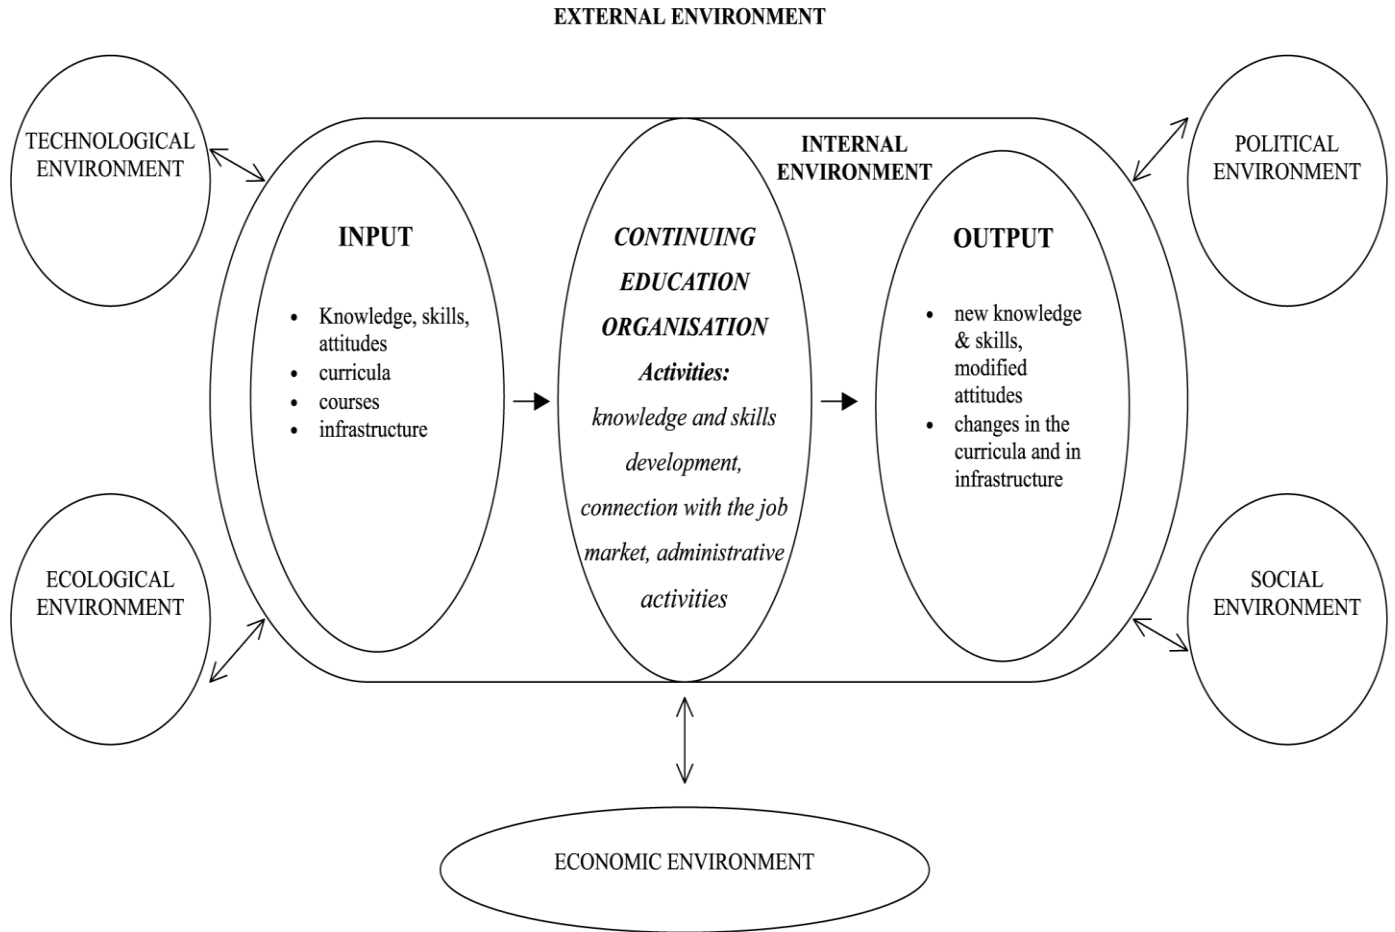 EXTERNAL ENVIRONMENT
TECHNOLOGICAL
ENVIRONMENT
INTERNAL
ENVIRONMENT
POLITICAL
ENVIRONMENT
INPUT
• Knowledge, skills,
attitudes
• curricula
• courses
• infrastructure
CONTINUING
EDUCATION
ORGANISATION
Activities:
knowledge and skills
development,
connection with the job
market, administrative
activities
OUTPUT
• new knowledge
& skills,
modified
attitudes
• changes in the
curricula and in
infrastructure
ECOLOGICAL
ENVIRONMENT
SOCIAL
ENVIRONMENT
ECONOMIC ENVIRONMENT